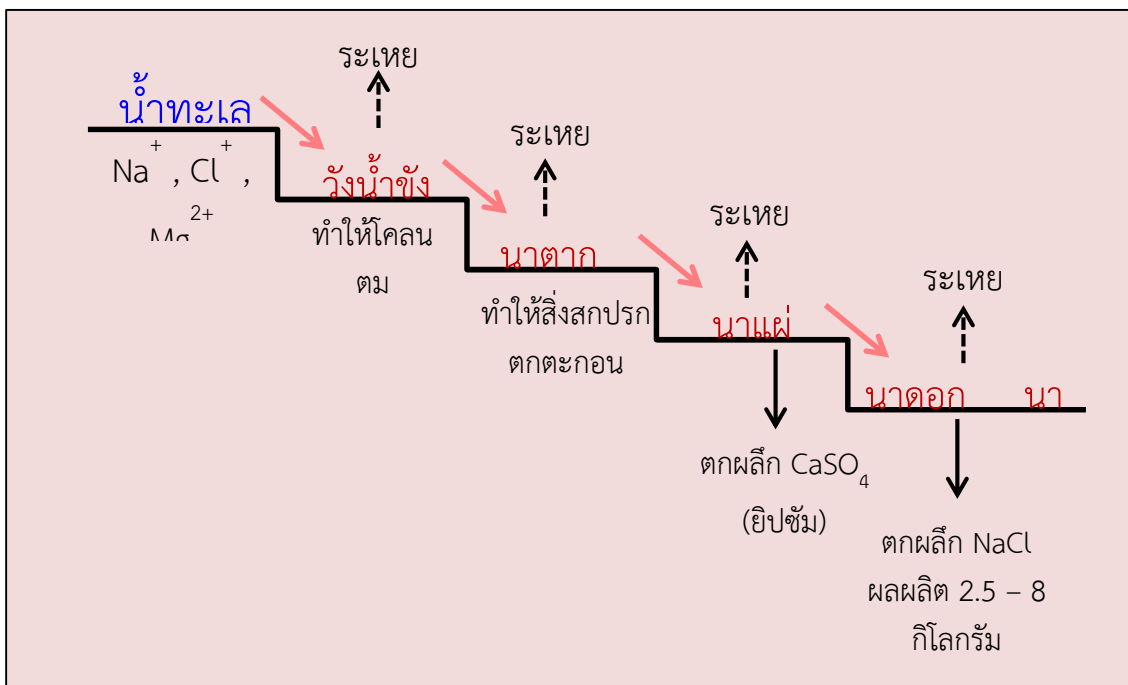 ระเหย
น้ำทะเล
Na+ , Cl+ ,
Mg2+
ระเหย
วังน้ำขัง
ทำให้โคลน
ตม
ระเหย
นาตาก
ทำให้สิ่งสกปรก
ตกตะกอน
ระเหย
นาแผ่
ตกผลึก CaSO4
(ยิปซัม)
นาดอก นา
ตกผลึก NaCl
ผลผลิต 2.5 – 8
กิโลกรัม